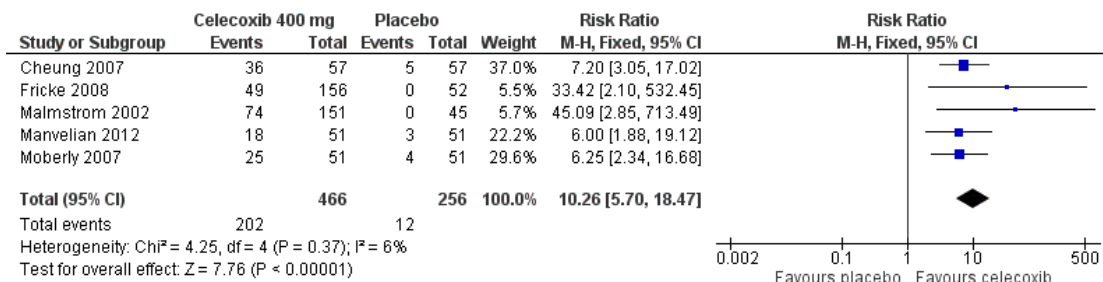 Celecoxib 400 mg Placebo Risk Ratio Risk Ratio
Study or Subgroup Events Total Events Total Weight M-H, Fixed, 95% CI M-H, Fixed, 95% CI
Cheung 2007 36 57 5 57 37.0% 7.20 [3.05, 17.02]
Fricke 2008 49 156 0 52 5.5% 33.42 [2.10, 532.45]
Malmstrom 2002 74 151 0 45 5.7% 45.09 [2.85, 713.49]
Manvelian 2012 18 51 3 51 22.2% 6.00 [1.88, 19.12]
Moberly 2007 25 51 4 51 29.6% 6.25 [2.34, 16.68]
Total (95% CI) 466 256 100.0% 10.26 [5.70, 18.47]
Total events 202 12
Heterogeneity: Chi² = 4.25, df = 4 (P = 0.37); I² = 6%
Test for overall effect: Z = 7.76 (P < 0.00001)
0.002 0.1 1 10 500
Favours placebo Favours celecoxib